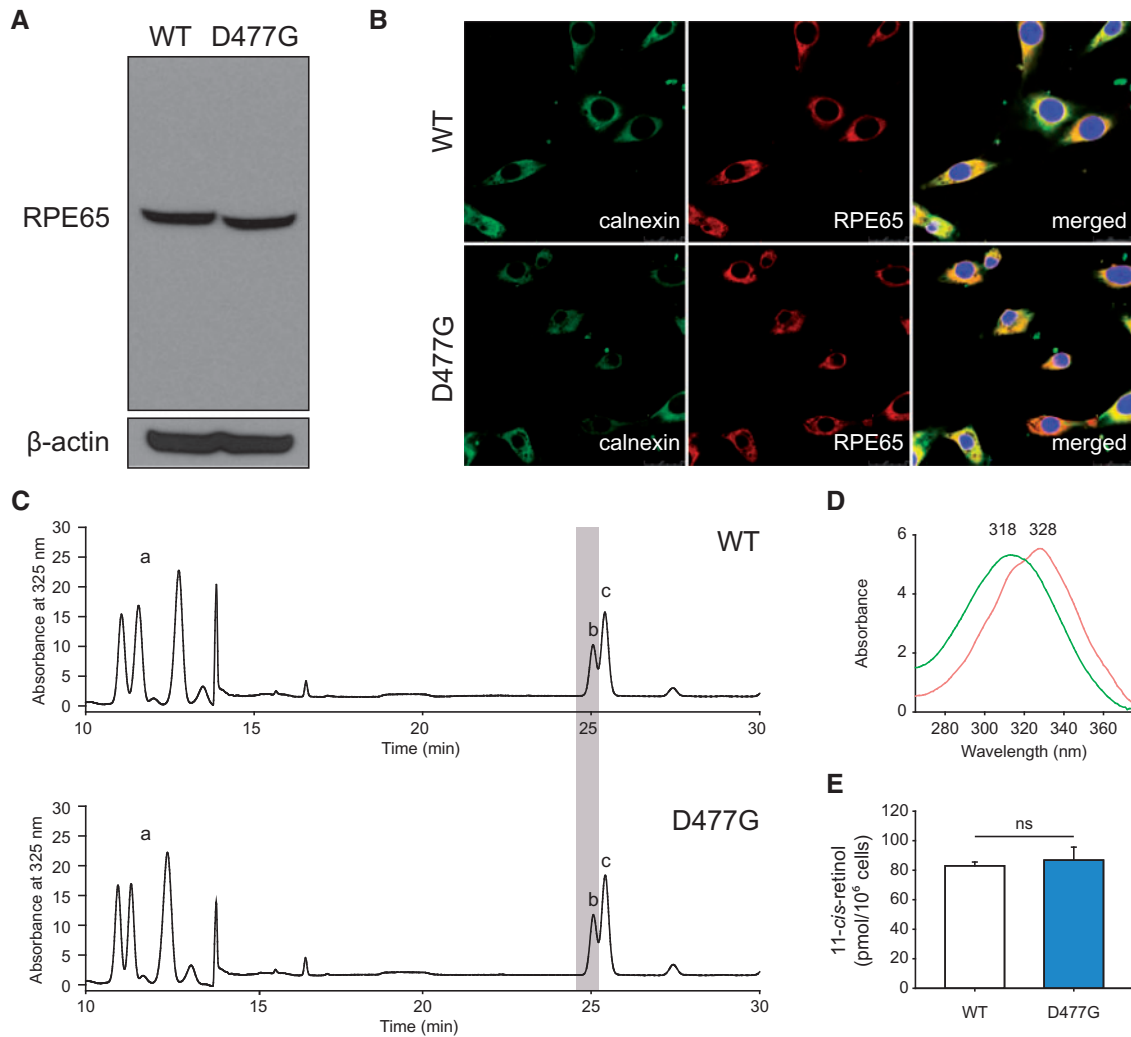 A
WT D477G
RPE65
β-actin
B
WT
calnexin
RPE65
merged
D477G
calnexin
RPE65
merged
C
30
25
20
15
10
5
0
Absorbance at 325 nm
WT
a
b
c
10 15 20 25 30
Time (min)
30
25
20
15
10
5
0
Absorbance at 325 nm
D477G
a
b
c
10 15 20 25 30
Time (min)
D
318 328
6
4
2
0
Absorbance
280 300 320 340 360
Wavelength (nm)
E
120
100
80
60
40
20
0
11-cis-retinol
(pmol/10⁶ cells)
ns
WT D477G